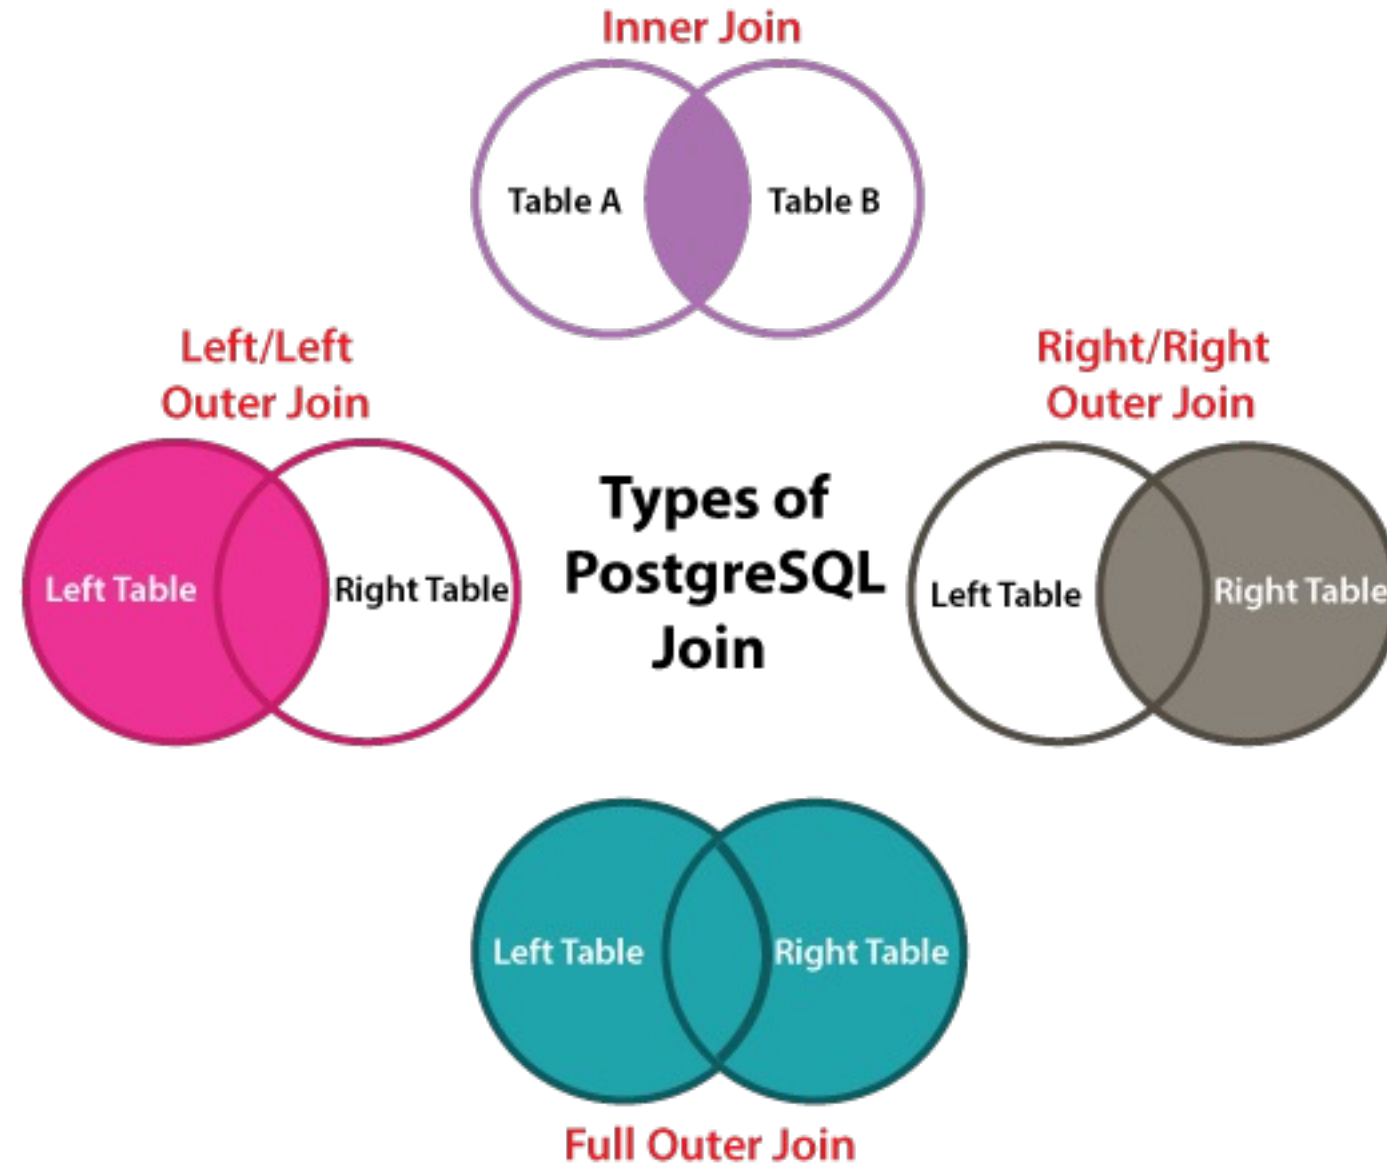 Inner Join
Table A
Table B
Left/Left
Outer Join
Right/Right
Outer Join
Left Table
Right Table
Types of
PostgreSQL
Join
Left Table
Right Table
Left Table
Right Table
Full Outer Join